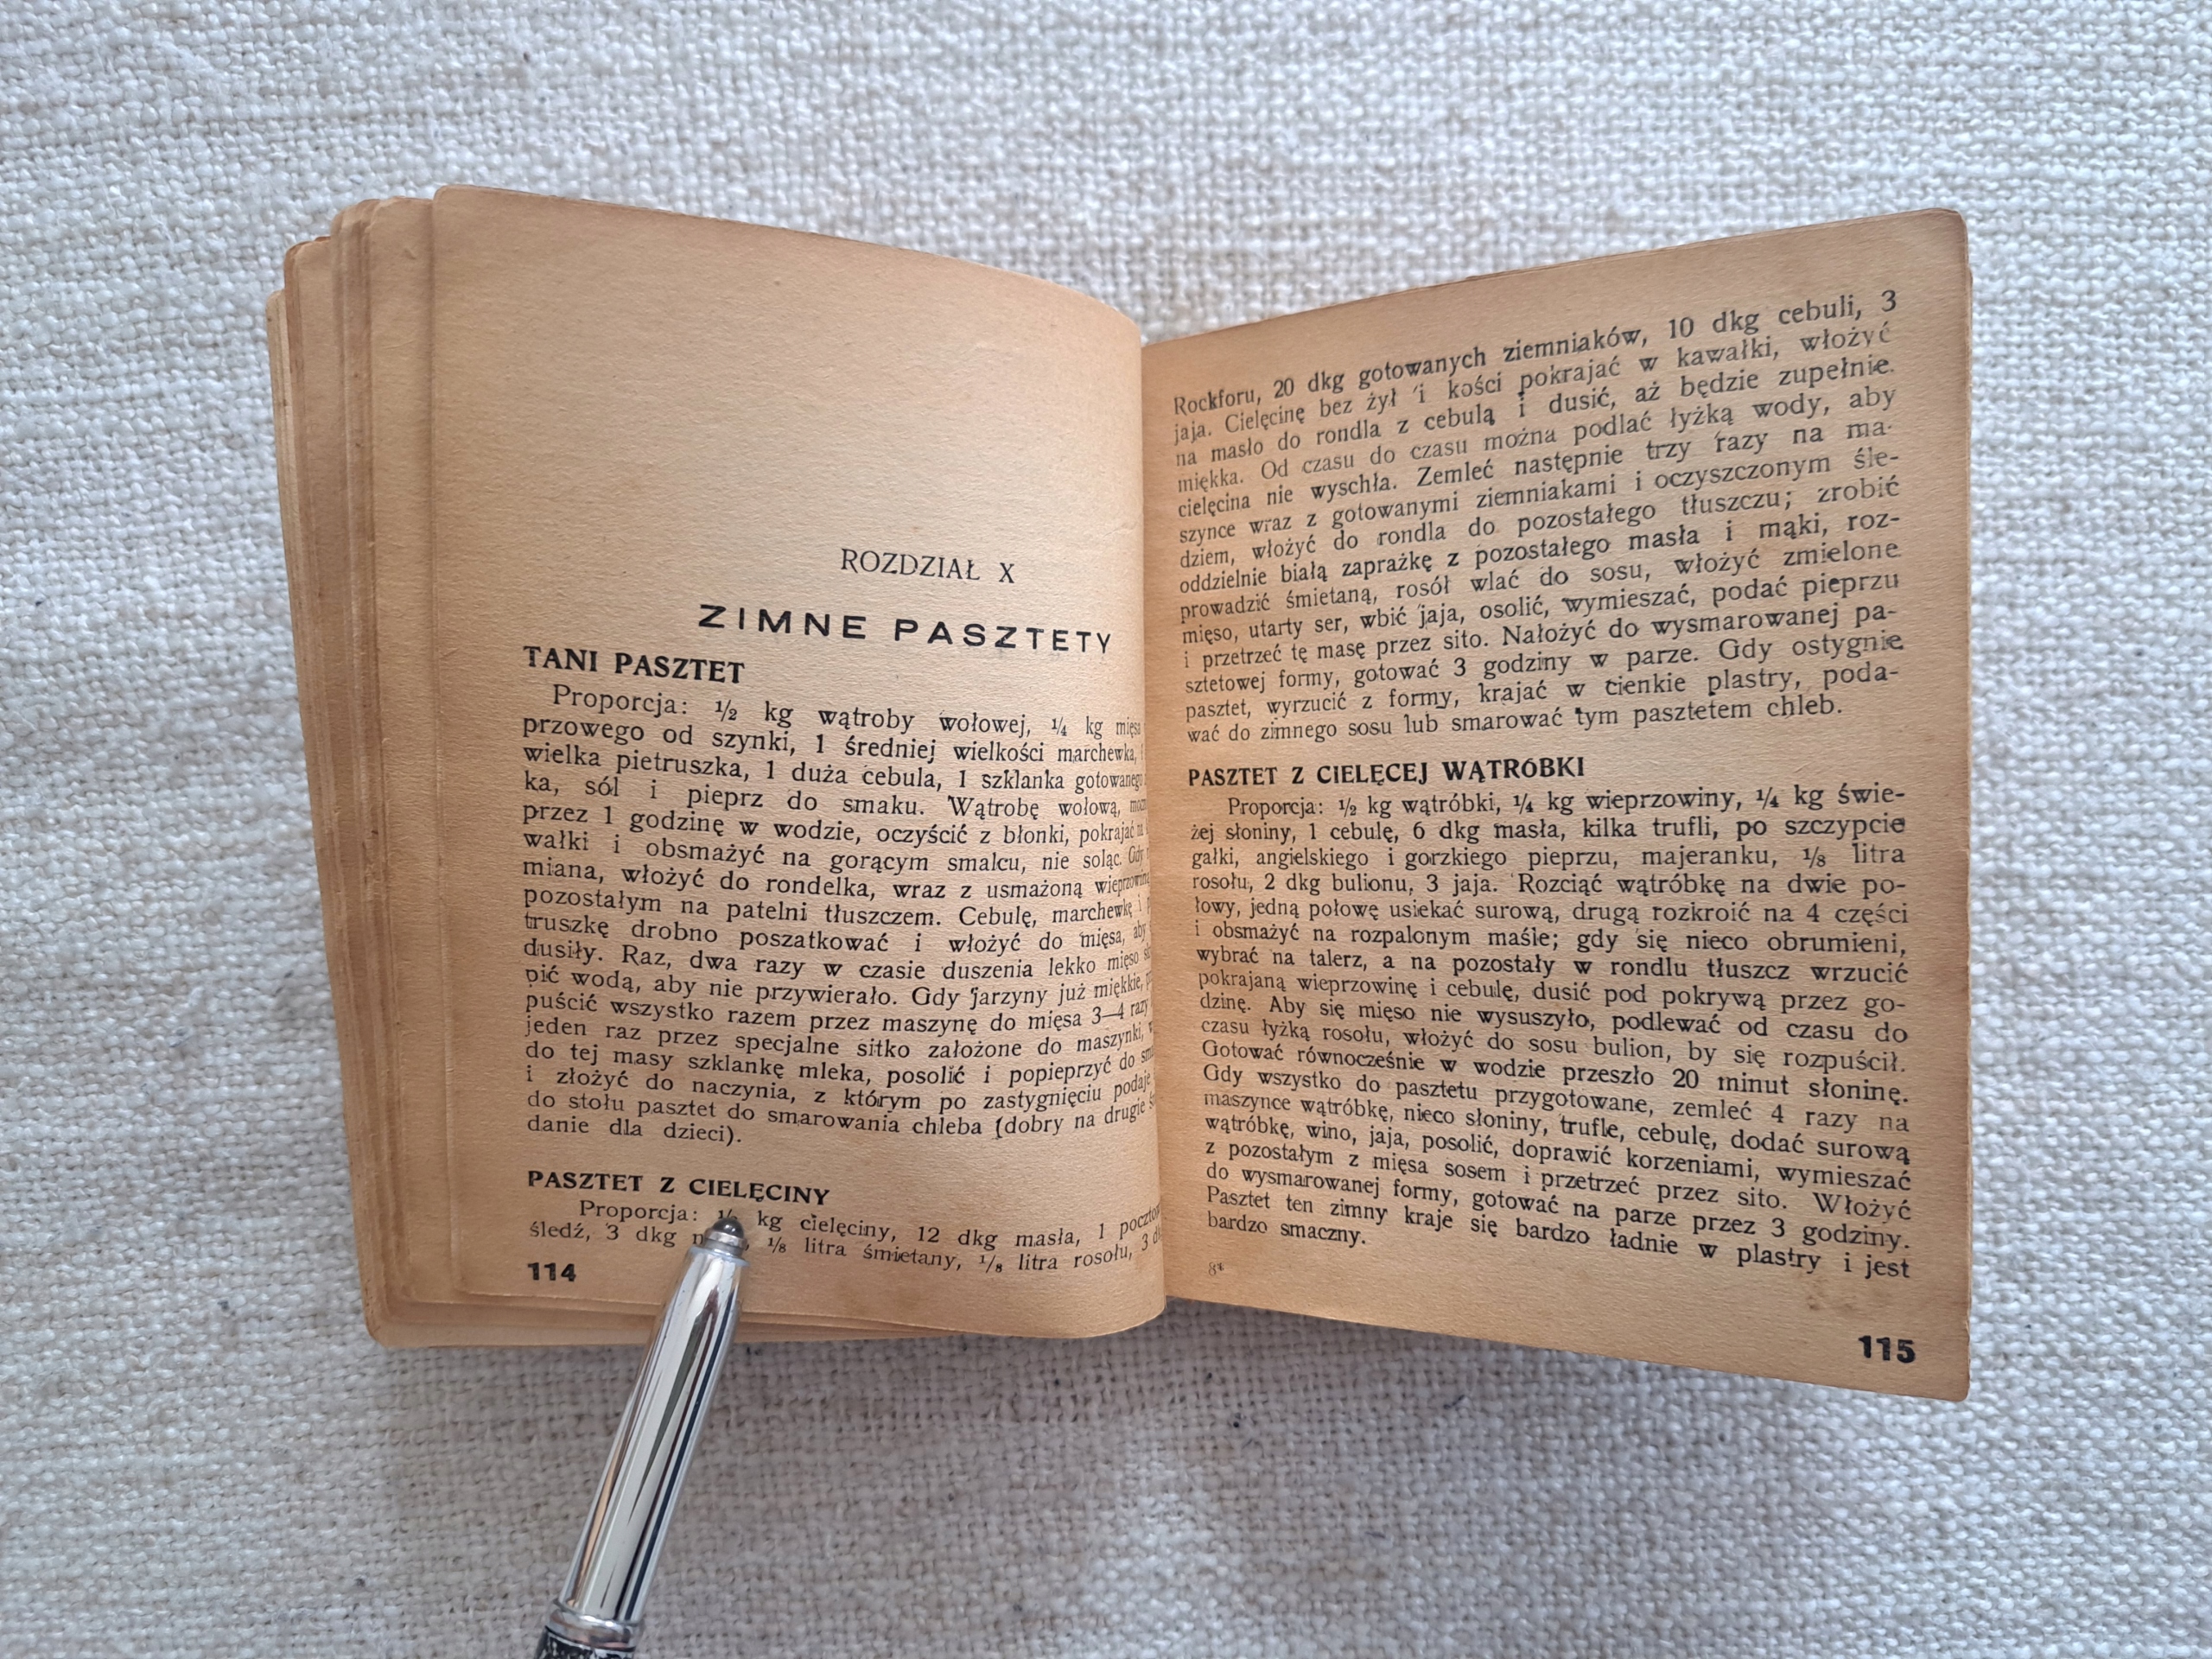 ROZDZIAŁ X
ZIMNE PASZTETY
TANI PASZTET
Proporcja: ½ kg wątroby wołowej, ¼ kg mięsa
przowego od szynki, 1 średniej wielkości marchewka,
wielka pietruszka, 1 duża cebula, 1 szklanka gotowanego
ka, sól i pieprz do smaku. Wątrobę wołową,
przez 1 godzinę w wodzie, oczyścić z błonki, pokrajać na
wałki i obsmażyć na gorącym smalcu, nie soląc. Gdy
miana, włożyć do rondelka, wraz z usmażoną wieprzowiną
pozostałym na patelni tłuszczem. Cebulę, marchewkę i
truszkę drobno poszatkować i włożyć do mięsa, aby
dusiły. Raz, dwa razy w czasie duszenia lekko mięso
pić wodą, aby nie przywierało. Gdy jarzyny już miękkie,
puścić wszystko razem przez maszynę do mięsa 3—4 razy
jeden raz przez specjalne sitko założone do maszynki,
do tej masy szklankę mleka, posolić i popieprzyć do
i złożyć do naczynia, z którym po zastygnięciu podaje
do stołu pasztet do smarowania chleba (dobry na drugie
danie dla dzieci).
PASZTET Z CIELĘCINY
Proporcja: kg cielęciny, 12 dkg masła, 1
śledź, 3 dkg ⅛ litra śmietany, ⅛ litra rosołu, 3
114
Rockforu, 20 dkg gotowanych ziemniaków, 10 dkg cebuli, 3
jaja. Cielęcinę bez żył i kości pokrajać w kawałki, włożyć
na masło do rondla z cebulą i dusić, aż będzie zupełnie
miękka. Od czasu do czasu można podlać łyżką wody, aby
cielęcina nie wyschła. Zemleć następnie trzy razy na ma-
szynce wraz z gotowanymi ziemniakami i oczyszczonym śle-
dziem, włożyć do rondla do pozostałego tłuszczu; zrobić
oddzielnie białą zaprażkę z pozostałego masła i mąki, roz-
prowadzić śmietaną, rosół wlać do sosu, włożyć zmielone
mięso, utarty ser, wbić jaja, osolić, wymieszać, podać pieprzu
i przetrzeć tę masę przez sito. Nałożyć do wysmarowanej pa-
sztetowej formy, gotować 3 godziny w parze. Gdy ostygnie
pasztet, wyrzucić z formy, krajać w cienkie plastry, poda-
wać do zimnego sosu lub smarować tym pasztetem chleb.
PASZTET Z CIELĘCEJ WĄTRÓBKI
Proporcja: ½ kg wątróbki, ¼ kg wieprzowiny, ¼ kg świe-
żej słoniny, 1 cebulę, 6 dkg masła, kilka trufli, po szczypcie
gałki, angielskiego i gorzkiego pieprzu, majeranku, ⅛ litra
rosołu, 2 dkg bulionu, 3 jaja. Rozciąć wątróbkę na dwie po-
łowy, jedną połowę usiekać surową, drugą rozkroić na 4 części
i obsmażyć na rozpalonym maśle; gdy się nieco obrumieni,
wybrać na talerz, a na pozostały w rondlu tłuszcz wrzucić
pokrajaną wieprzowinę i cebulę, dusić pod pokrywą przez go-
dzinę. Aby się mięso nie wysuszyło, podlewać od czasu do
czasu łyżką rosołu, włożyć do sosu bulion, by się rozpuścił.
Gotować równocześnie w wodzie przeszło 20 minut słoninę.
Gdy wszystko do pasztetu przygotowane, zemleć 4 razy na
maszynce wątróbkę, nieco słoniny, trufle, cebulę, dodać surową
wątróbkę, wino, jaja, posolić, doprawić korzeniami, wymieszać
z pozostałym z mięsa sosem i przetrzeć przez sito. Włożyć
do wysmarowanej formy, gotować na parze przez 3 godziny.
Pasztet ten zimny kraje się bardzo ładnie w plastry i jest
bardzo smaczny.
8*
115